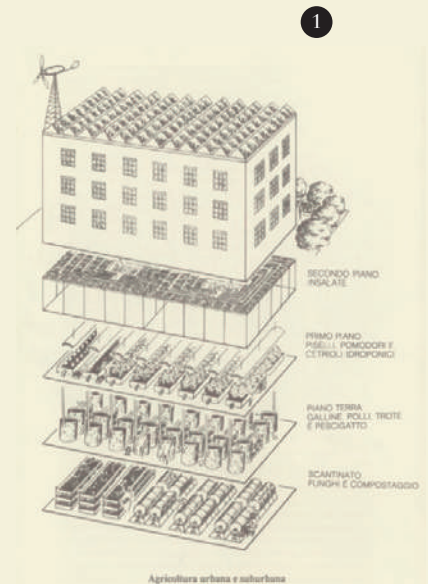 1
SECONDO PIANO
INSALATE
PRIMO PIANO
PISELLI, POMODORI E
CETRIOLI IDROPONICI
PIANO TERRA
GALLINE, POLLI, TROTE
E PESCIGATTO
SCANTINATO
FUNGHI E COMPOSTAGGIO
Agricoltura urbana e suburbana